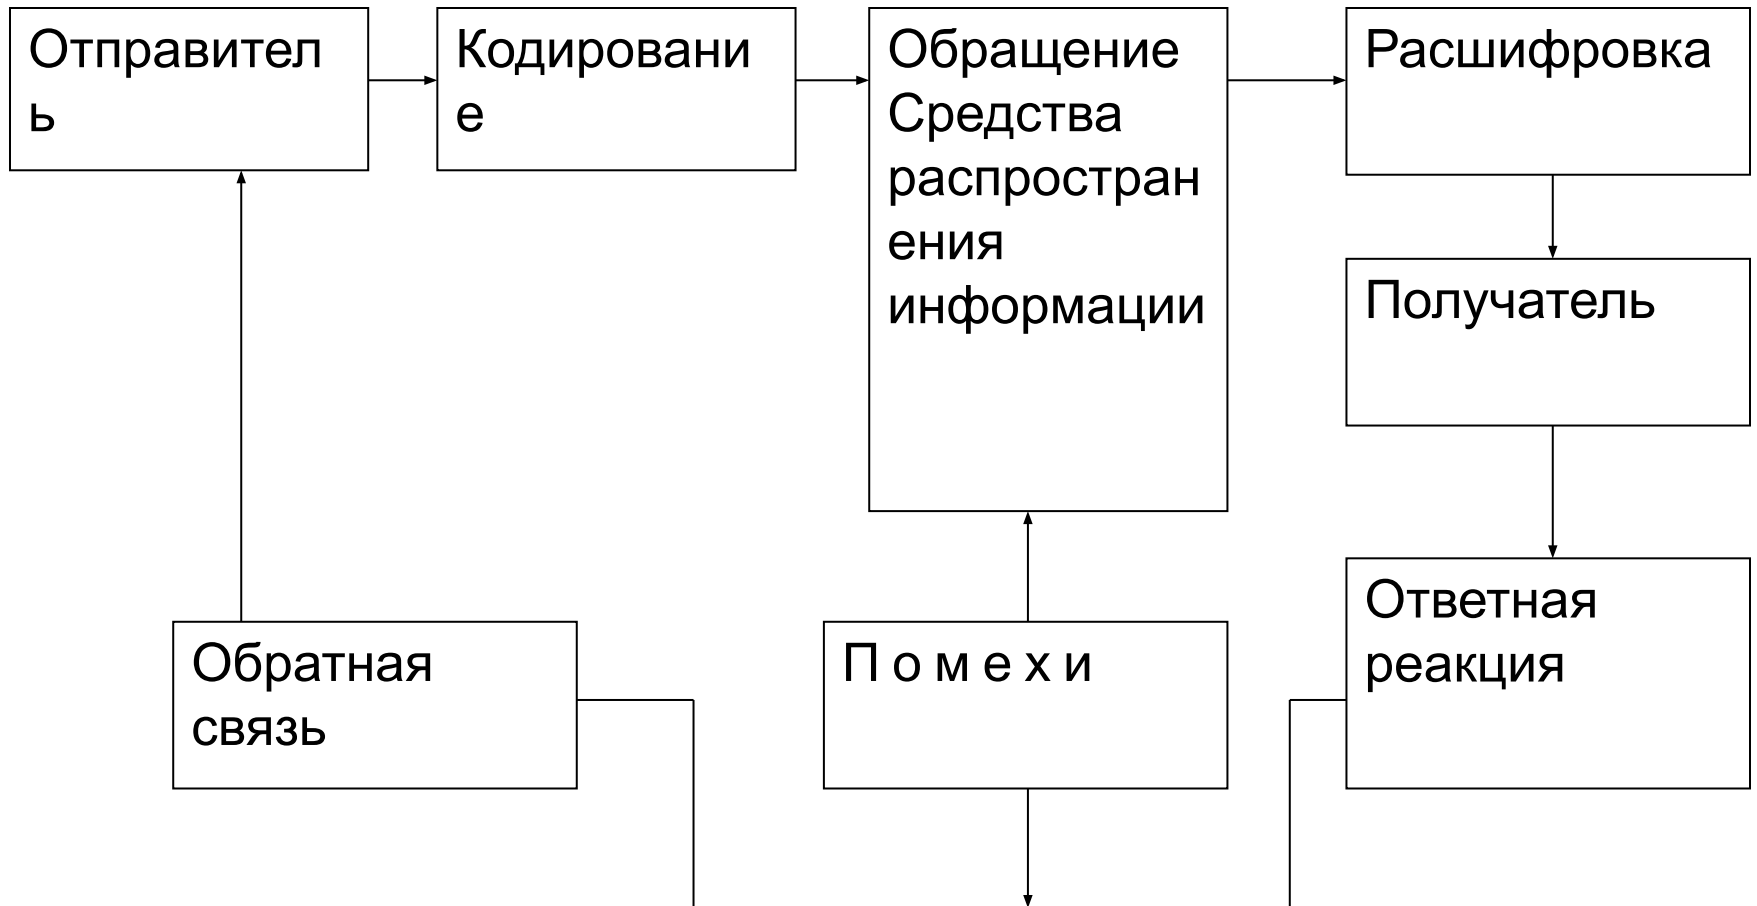 Отправител
ь
Кодировани
е
Обращение
Средства
распростран
ения
информации
Расшифровка
Получатель
Ответная
реакция
Обратная
связь
П о м е х и